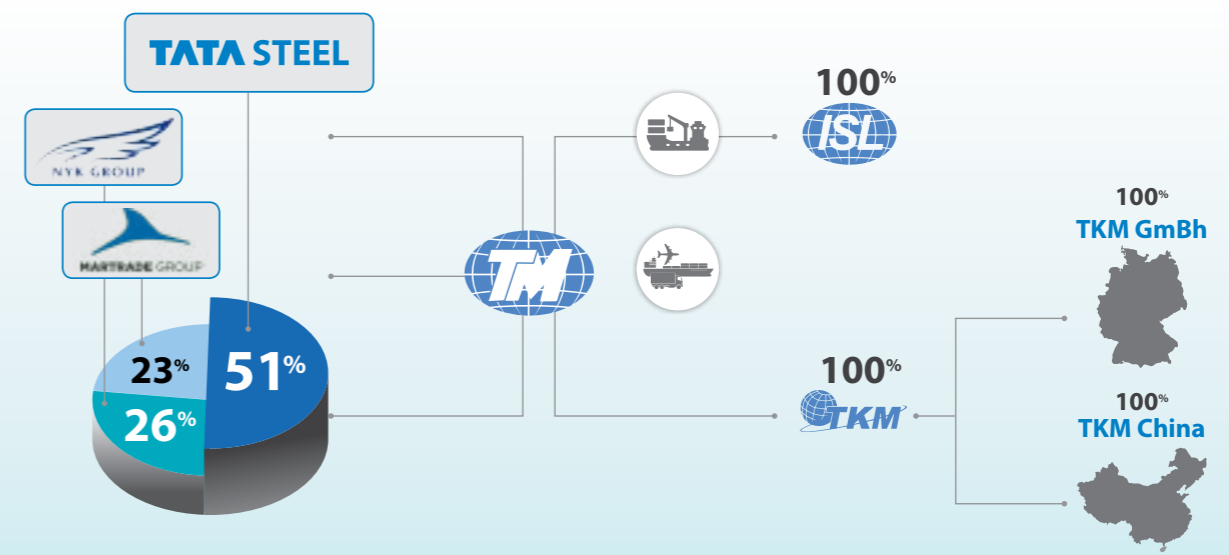 TATA STEEL
NYK GROUP
MARTRADE GROUP
23%
51%
26%
TM
100%
ISL
100%
TKM
100%
TKM GmBh
100%
TKM China